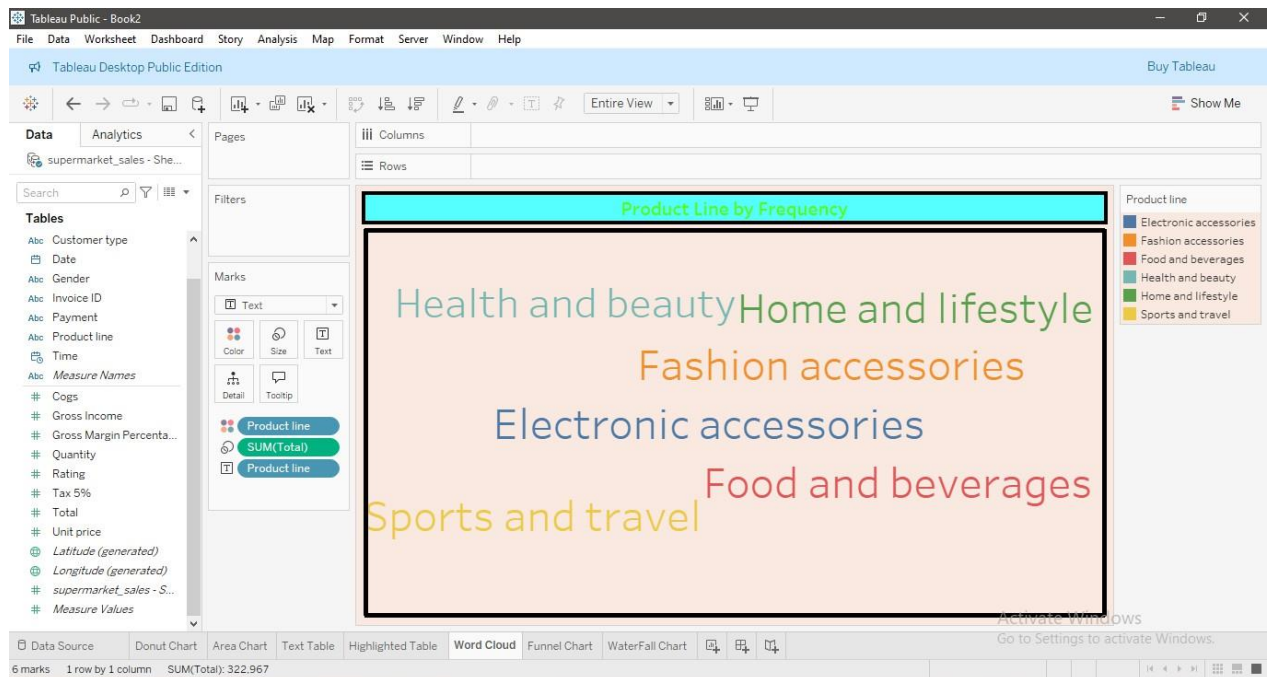 Tableau Public - Book2
File Data Worksheet Dashboard Story Analysis Map Format Server Window Help
Tableau Desktop Public Edition
Buy Tableau
Entire View
Show Me
Data Analytics
supermarket_sales - She...
Search
Tables
Abc Customer type
Date
Abc Gender
Abc Invoice ID
Abc Payment
Abc Product line
Time
Abc Measure Names
# Cogs
# Gross Income
# Gross Margin Percenta...
# Quantity
# Rating
# Tax 5%
# Total
# Unit price
Latitude (generated)
Longitude (generated)
# supermarket_sales - S...
# Measure Values
Pages
Filters
Marks
T Text
Color Size Text
Detail Tooltip
Product line
SUM(Total)
Product line
Columns
Rows
Product Line by Frequency
Health and beauty
Home and lifestyle
Fashion accessories
Electronic accessories
Food and beverages
Sports and travel
Product line
Electronic accessories
Fashion accessories
Food and beverages
Health and beauty
Home and lifestyle
Sports and travel
Activate Windows
Go to Settings to activate Windows.
Data Source Donut Chart Area Chart Text Table Highlighted Table Word Cloud Funnel Chart WaterFall Chart
6 marks 1 row by 1 column SUM(Total): 322,967